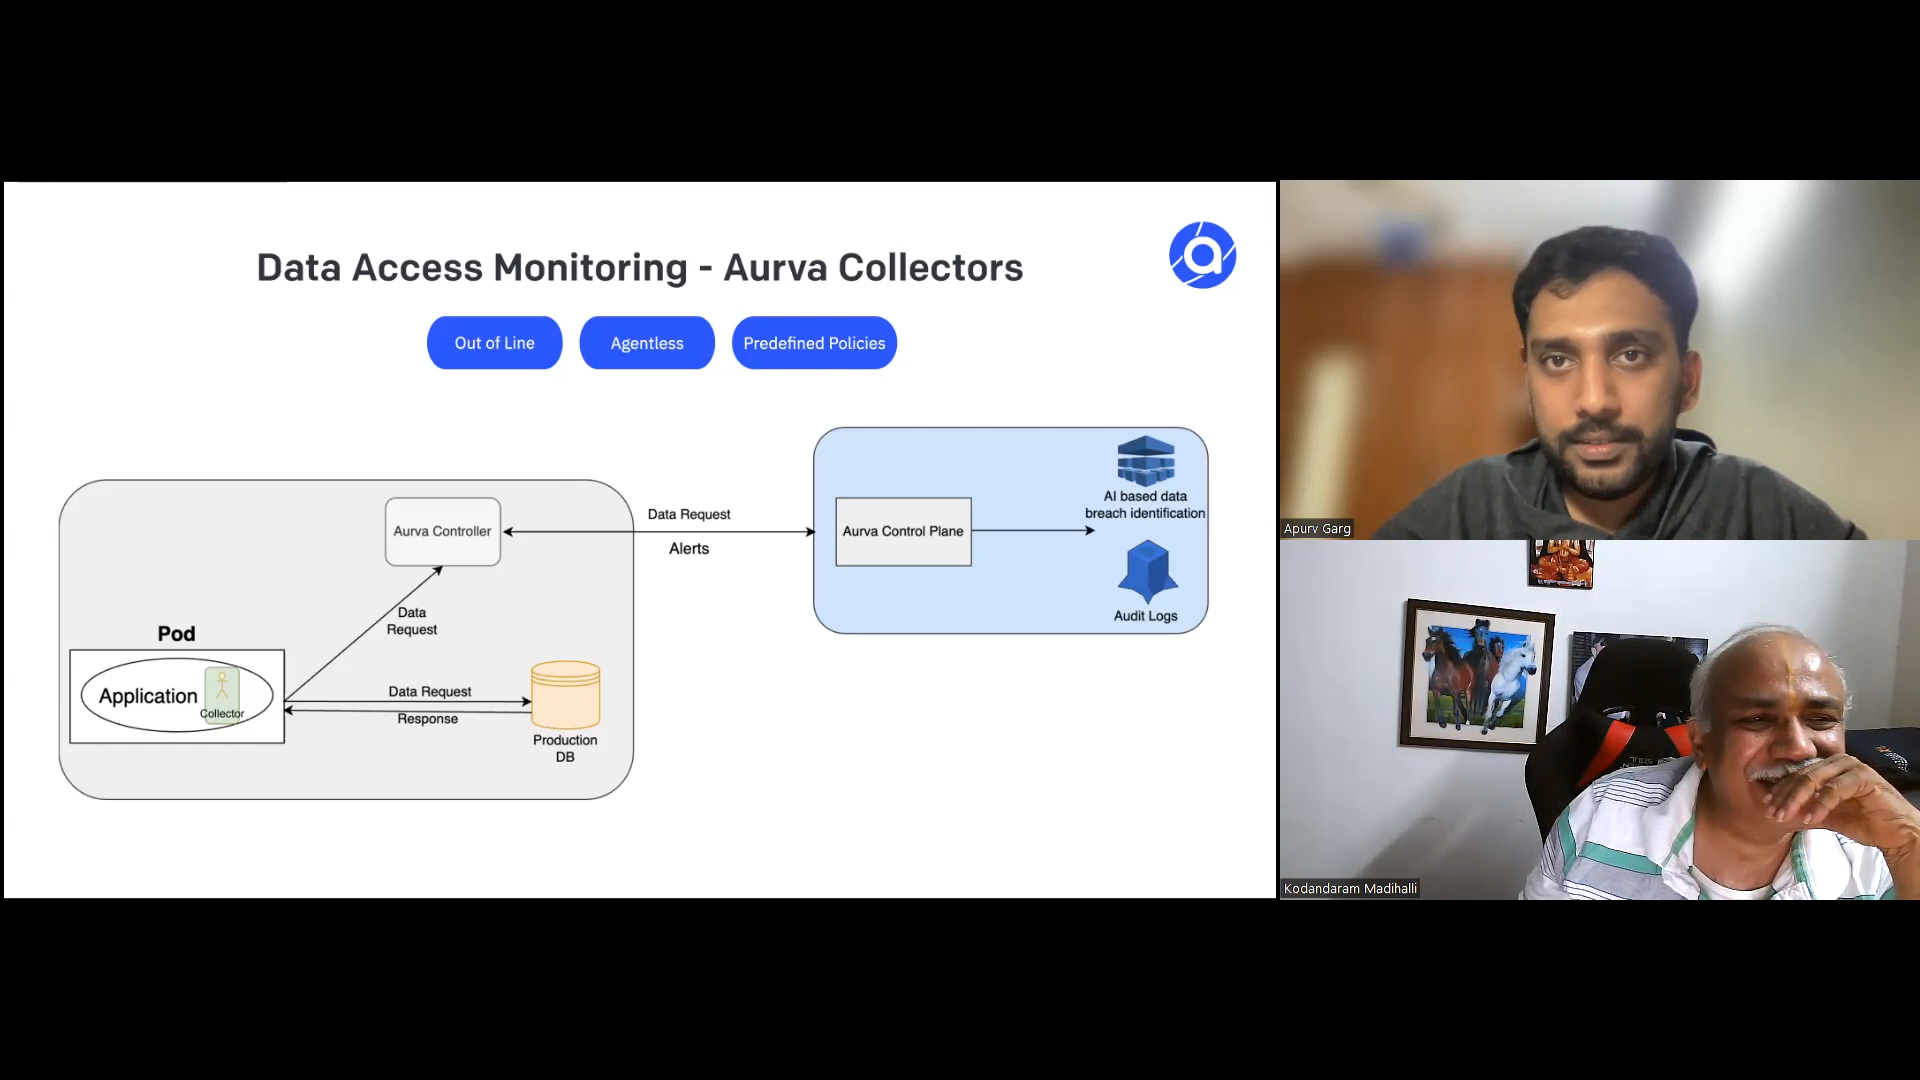 Data Access Monitoring - Aurva Collectors
Out of Line
Agentless
Predefined Policies
Aurva Controller
Data Request
Alerts
Aurva Control Plane
AI based data
breach identification
Audit Logs
Data
Request
Pod
Application
Collector
Data Request
Response
Production
DB
Apurv Garg
Kodandaram Madihalli